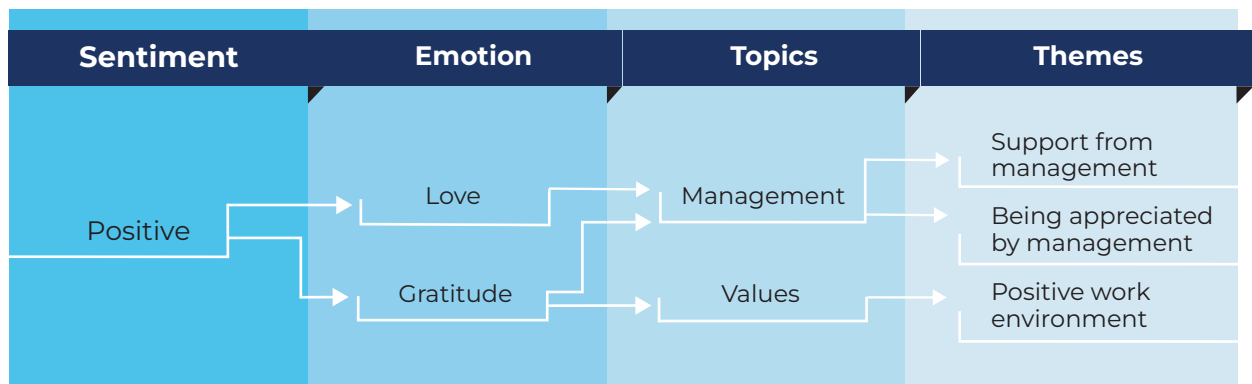 Sentiment
Emotion
Topics
Themes
Positive
Love
Gratitude
Management
Values
Support from
management
Being appreciated
by management
Positive work
environment